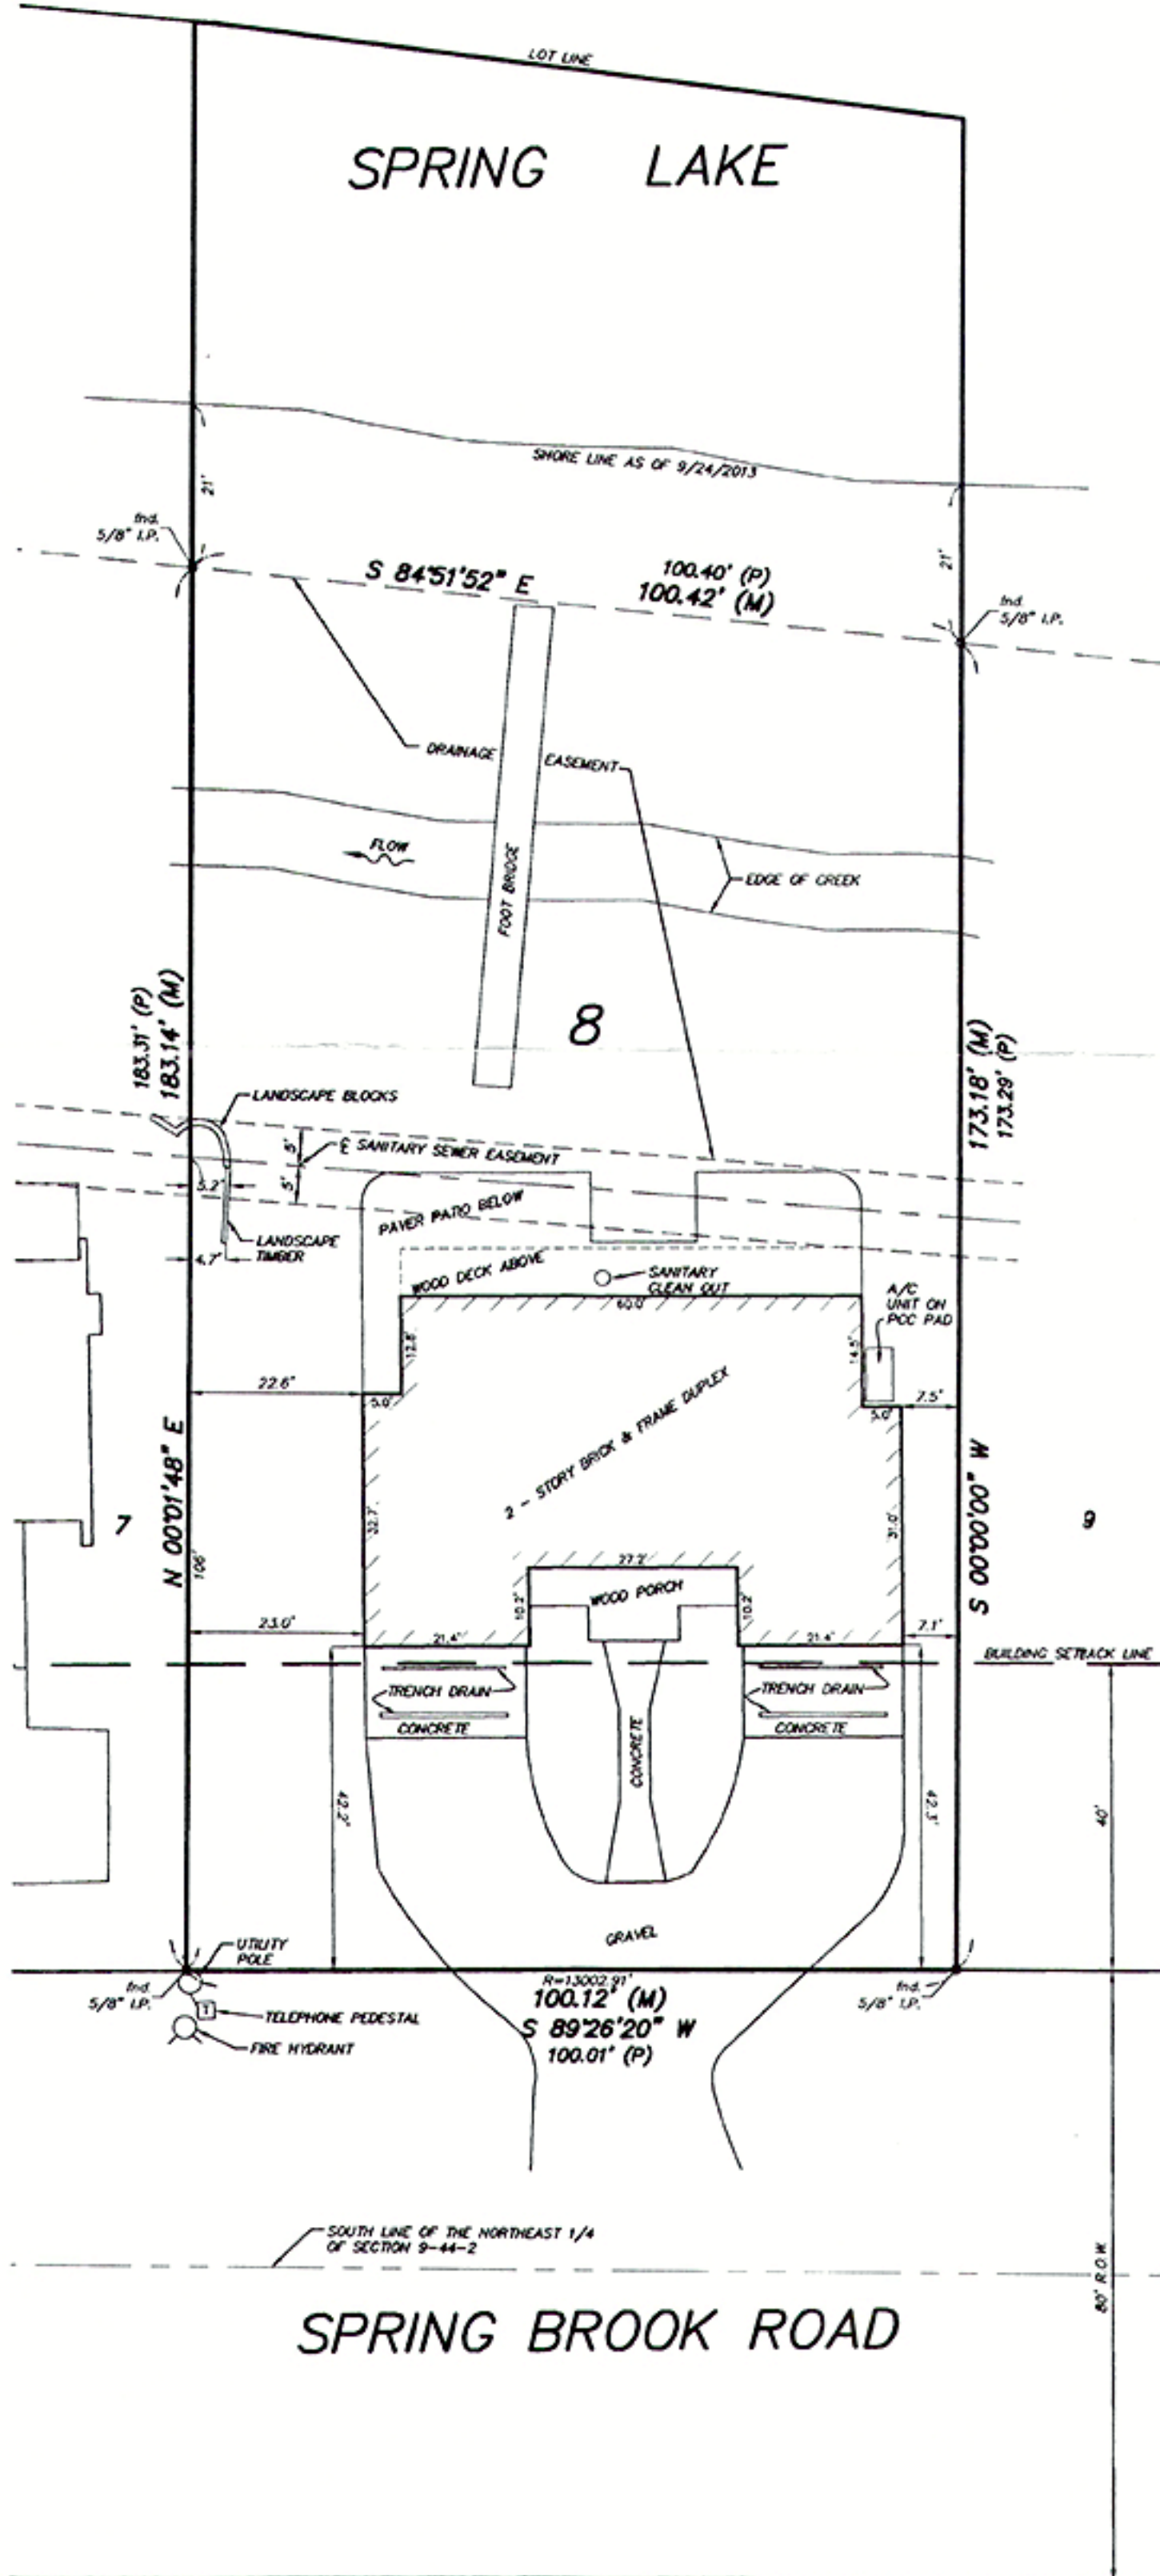 LOT LINE
SPRING LAKE
SHORE LINE AS OF 9/24/2013
21'
fnd.
5/8" I.P.
S 84°51'52" E
100.40' (P)
100.42' (M)
21'
fnd.
5/8" I.P.
DRAINAGE EASEMENT
FLOW
FOOT BRIDGE
EDGE OF CREEK
8
183.31' (P)
183.14' (M)
173.18' (M)
173.29' (P)
LANDSCAPE BLOCKS
5'
℄ SANITARY SEWER EASEMENT
5'
5.2'
PAVER PATIO BELOW
LANDSCAPE
TIMBER
4.7'
WOOD DECK ABOVE
SANITARY
CLEAN OUT
60.0'
A/C
UNIT ON
PCC PAD
12.8'
14.5'
22.6'
5.0'
5.0'
7.5'
2 - STORY BRICK & FRAME DUPLEX
N 00°01'48" E
S 00°00'00" W
7
9
106'
32.7'
31.0'
27.2'
WOOD PORCH
10.2'
10.2'
23.0'
21.4'
21.4'
7.1'
BUILDING SETBACK LINE
TRENCH DRAIN
TRENCH DRAIN
CONCRETE
CONCRETE
CONCRETE
42.2'
42.3'
40'
GRAVEL
UTILITY
POLE
fnd.
5/8" I.P.
R=13002.91'
100.12' (M)
S 89°26'20" W
100.01' (P)
fnd.
5/8" I.P.
T
TELEPHONE PEDESTAL
FIRE HYDRANT
SOUTH LINE OF THE NORTHEAST 1/4
OF SECTION 9-44-2
80' R.O.W.
SPRING BROOK ROAD